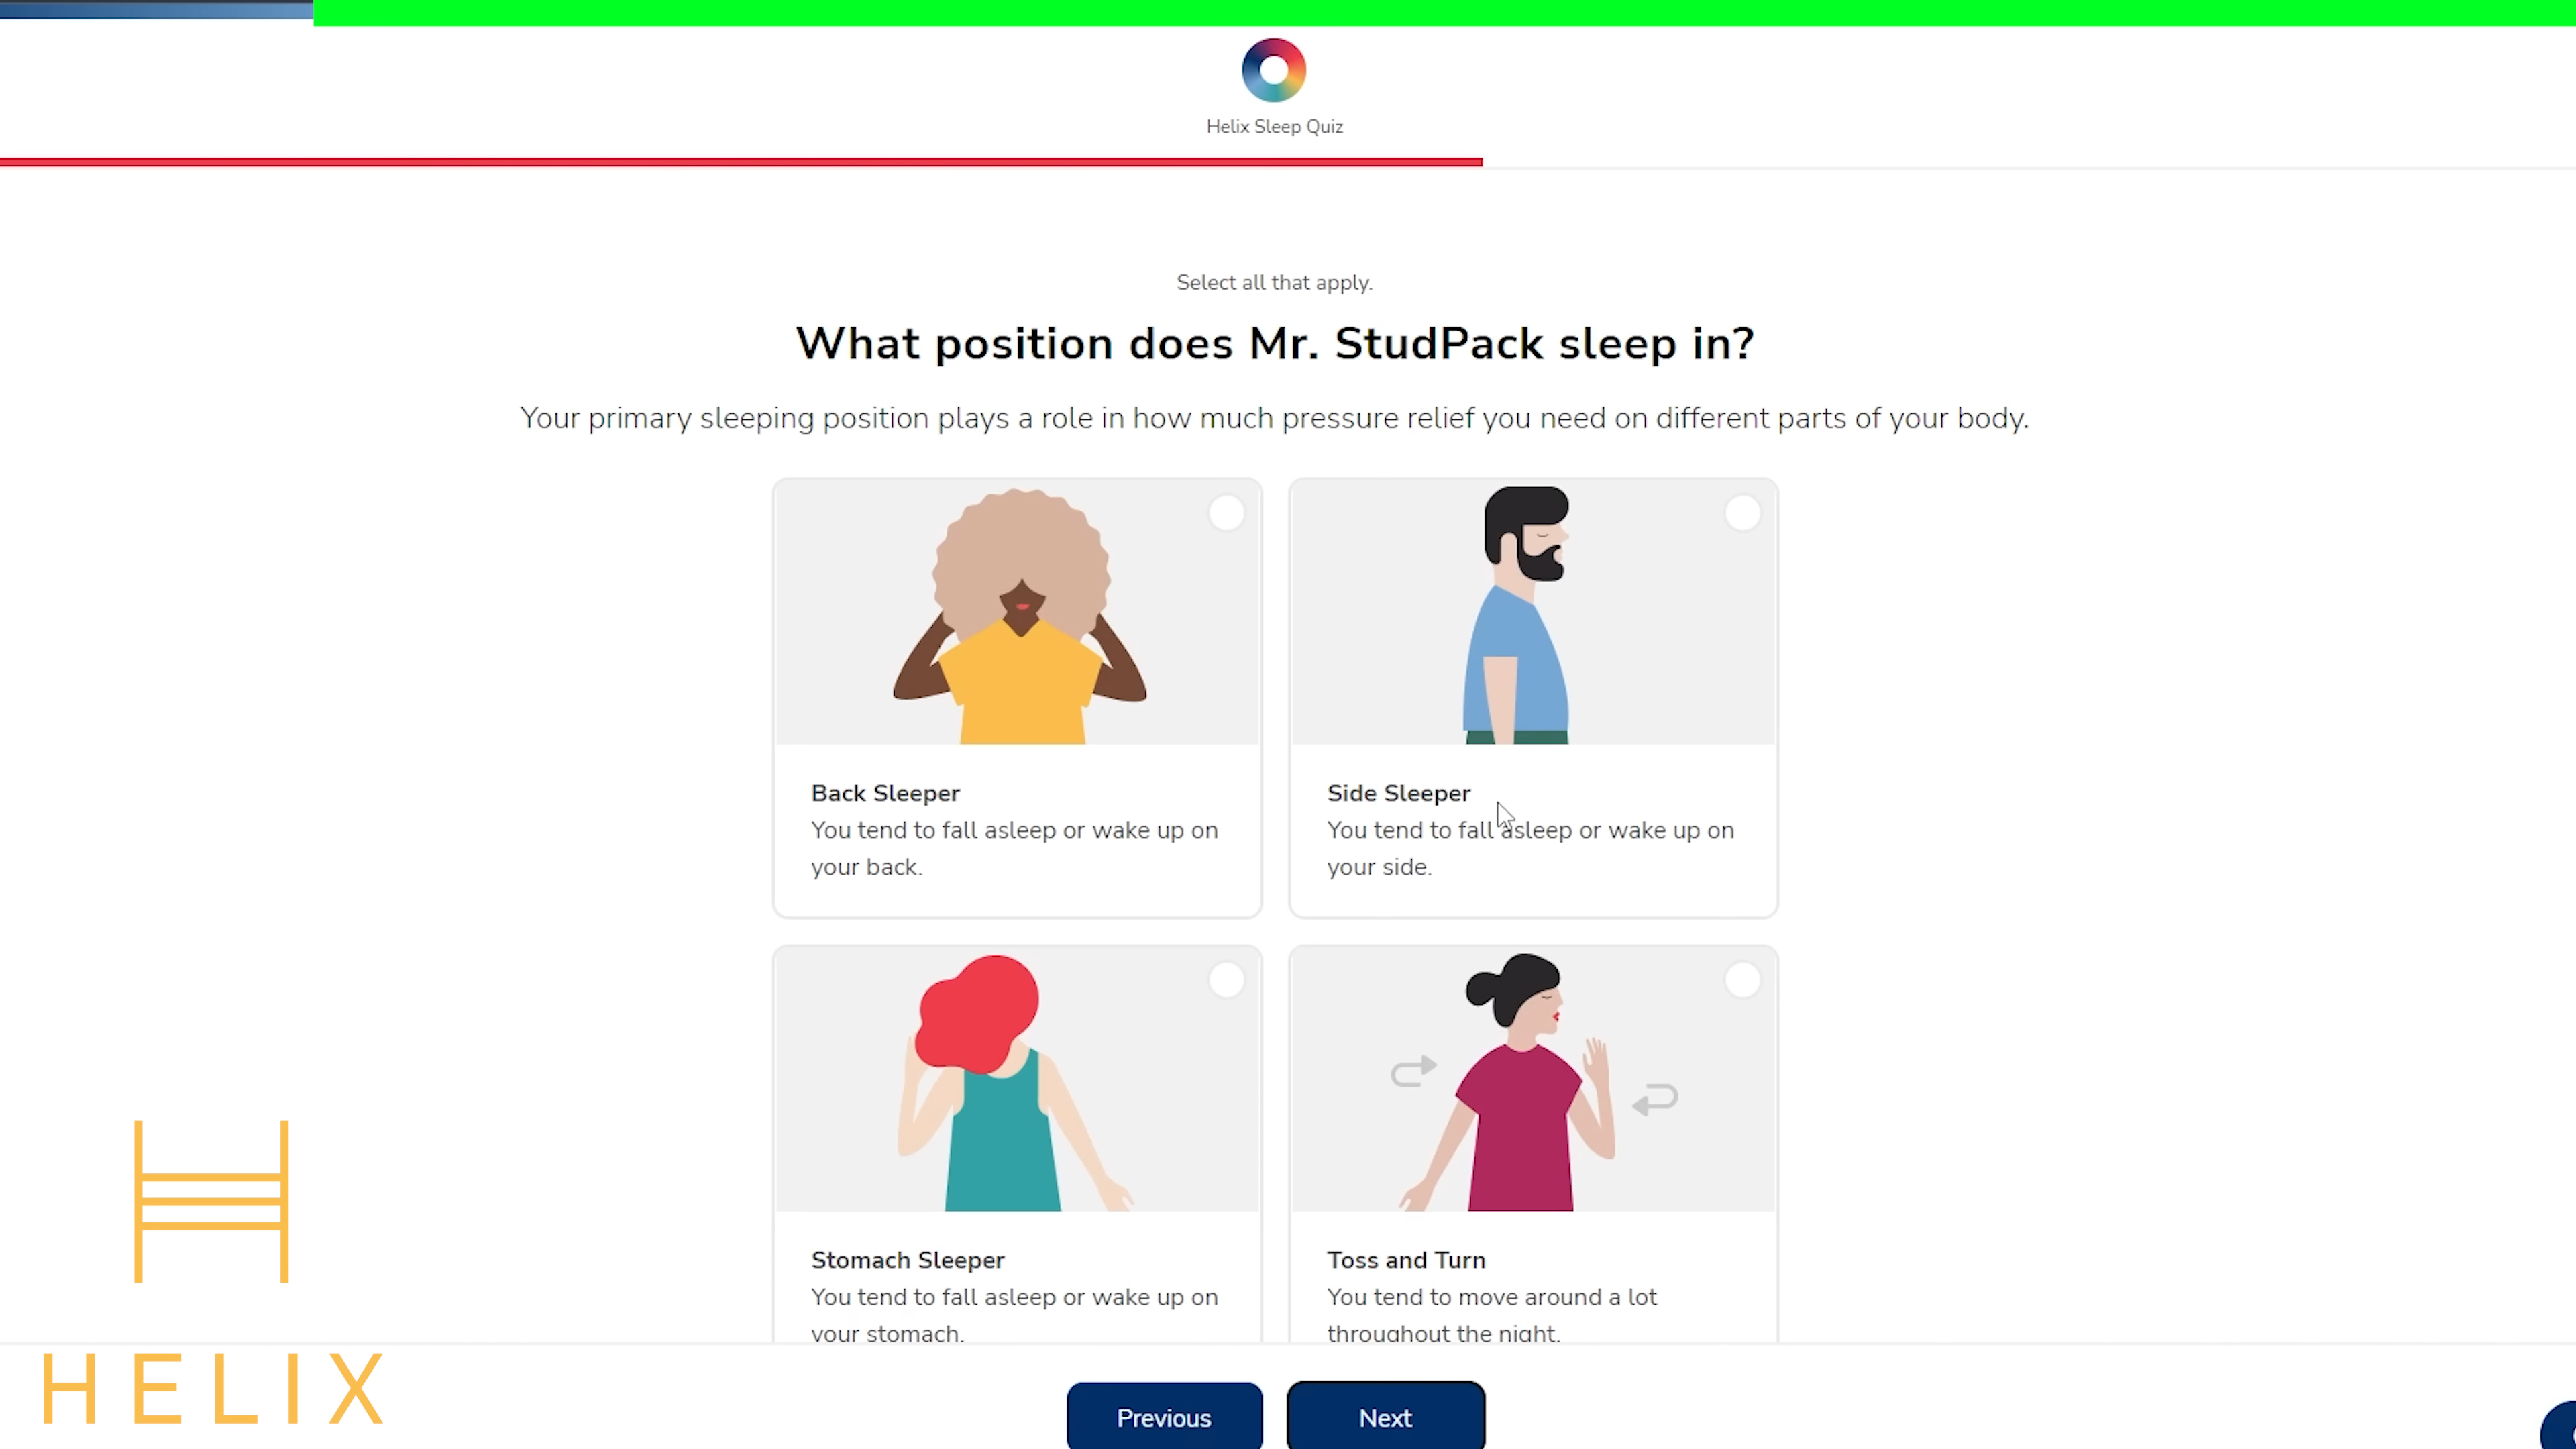 Helix Sleep Quiz
Select all that apply.
What position does Mr. StudPack sleep in?
Your primary sleeping position plays a role in how much pressure relief you need on different parts of your body.
Back Sleeper
You tend to fall asleep or wake up on
your back.
Side Sleeper
You tend to fall asleep or wake up on
your side.
Stomach Sleeper
You tend to fall asleep or wake up on
your stomach.
Toss and Turn
You tend to move around a lot
throughout the night.
HELIX
Previous
Next